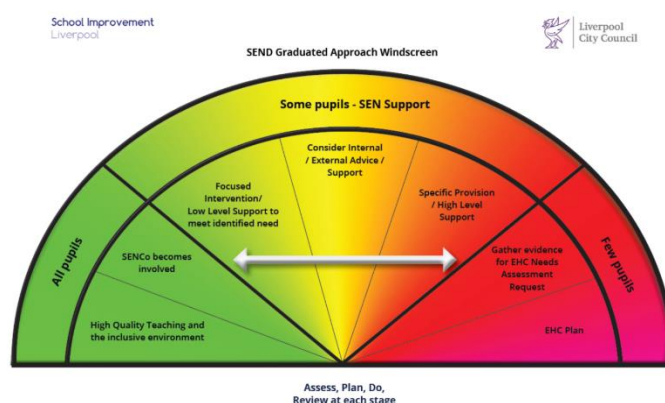 School Improvement
Liverpool
Liverpool
City Council
SEND Graduated Approach Windscreen
Some pupils - SEN Support
All pupils
Few pupils
High Quality Teaching and
the inclusive environment
SENCo becomes
involved
Focused
Intervention/
Low Level Support to
meet identified need
Consider Internal
/ External Advice /
Support
Specific Provision
/ High Level
Support
Gather evidence
for EHC Needs
Assessment
Request
EHC Plan
Assess, Plan, Do,
Review at each stage